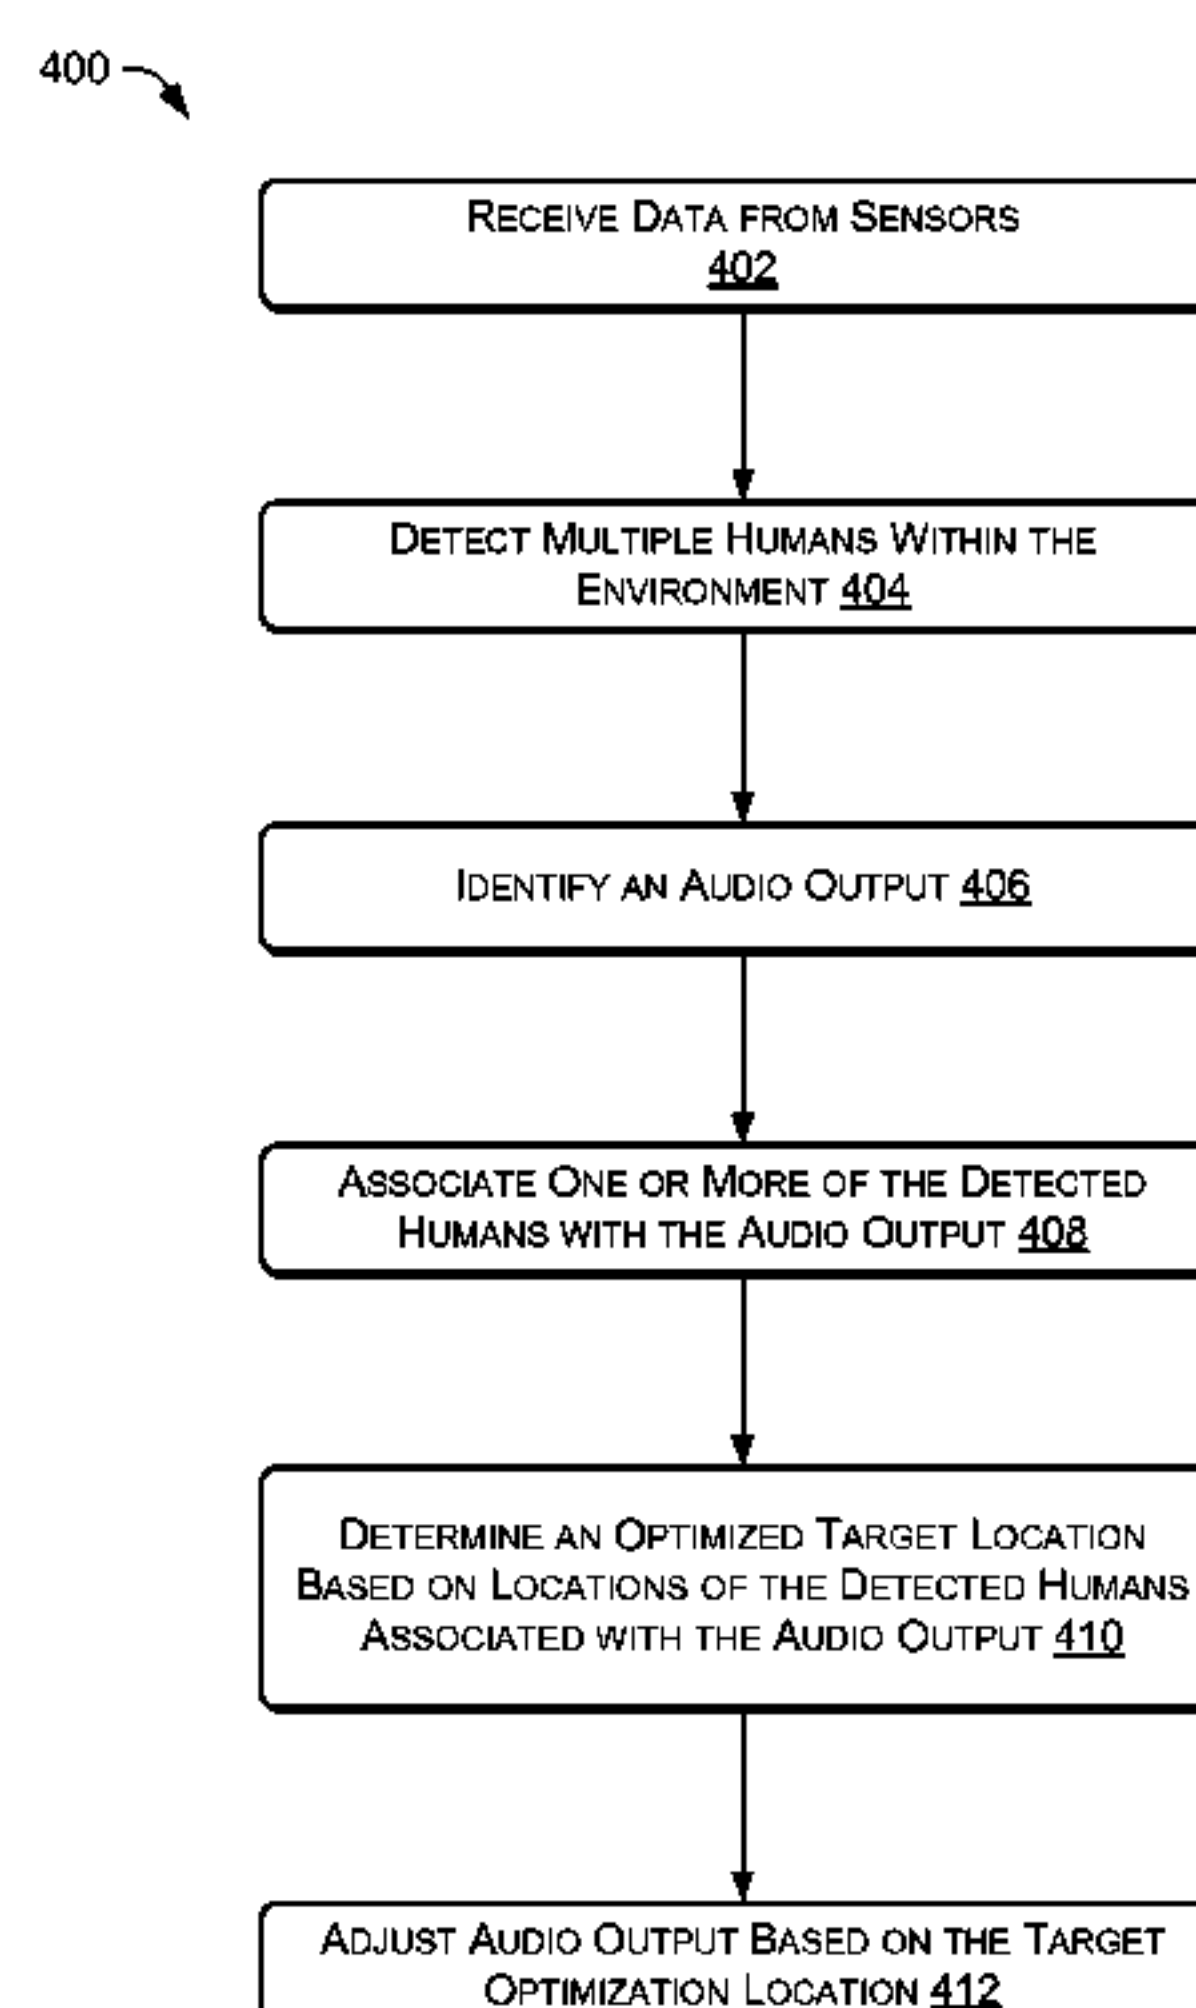 400
RECEIVE DATA FROM SENSORS
402
DETECT MULTIPLE HUMANS WITHIN THE
ENVIRONMENT 404
IDENTIFY AN AUDIO OUTPUT 406
ASSOCIATE ONE OR MORE OF THE DETECTED
HUMANS WITH THE AUDIO OUTPUT 408
DETERMINE AN OPTIMIZED TARGET LOCATION
BASED ON LOCATIONS OF THE DETECTED HUMANS
ASSOCIATED WITH THE AUDIO OUTPUT 410
ADJUST AUDIO OUTPUT BASED ON THE TARGET
OPTIMIZATION LOCATION 412